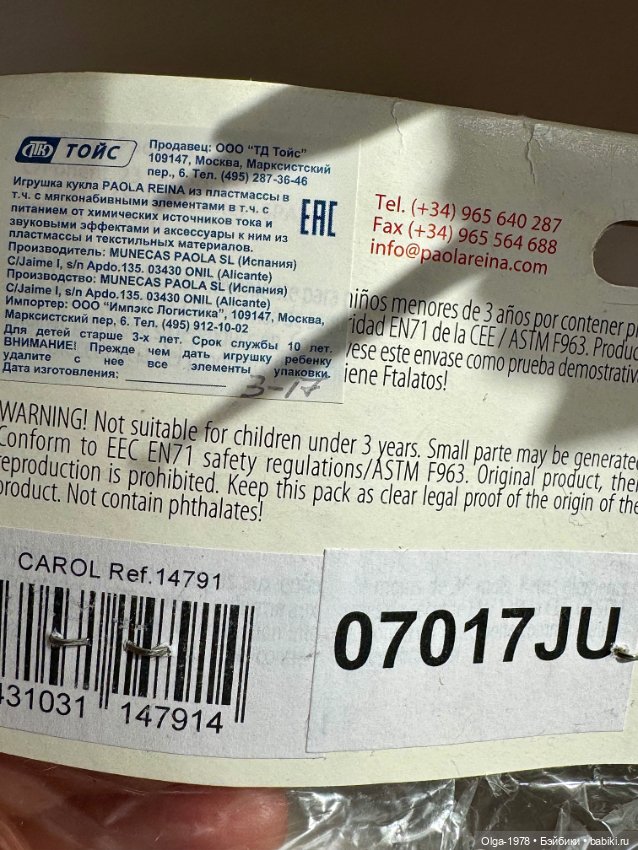 ТОЙС
Продавец: ООО "ТД Тойс"
109147, Москва, Марксистский
пер., 6. Тел. (495) 287-36-46
Игрушка кукла PAOLA REINA из пластмассы в
т.ч. с мягконабивными элементами в т.ч. с
питанием от химических источников тока и
звуковыми эффектами и аксессуары к ним из
пластмассы и текстильных материалов.
Производитель: MUNECAS PAOLA SL (Испания)
C/Jaime I, s/n Apdo.135. 03430 ONIL (Alicante)
Производство: MUNECAS PAOLA SL (Испания)
C/Jaime I, s/n Apdo.135. 03430 ONIL (Alicante)
Импортер: ООО "Импэкс Логистика", 109147, Москва,
Марксистский пер, 6. Тел. (495) 912-10-02
Для детей старше 3-х лет. Срок службы 10 лет.
ВНИМАНИЕ! Прежде чем дать игрушку ребенку
удалите с нее все элементы упаковки.
Дата изготовления: 3-17
EAC
Tel. (+34) 965 640 287
Fax (+34) 965 564 688
info@paolareina.com
niños menores de 3 años por contener
ridad EN71 de la CEE / ASTM F963.
vese este envase como prueba
iene Ftalatos!
WARNING! Not suitable for children under 3 years. Small parte may be generated
Conform to EEC EN71 safety regulations/ASTM F963. Original product,
reproduction is prohibited. Keep this pack as clear legal proof of the origin of the
product. Not contain phthalates!
CAROL Ref.14791
431031 147914
07017JU
Olga-1978 • Бэйбики • babiki.ru